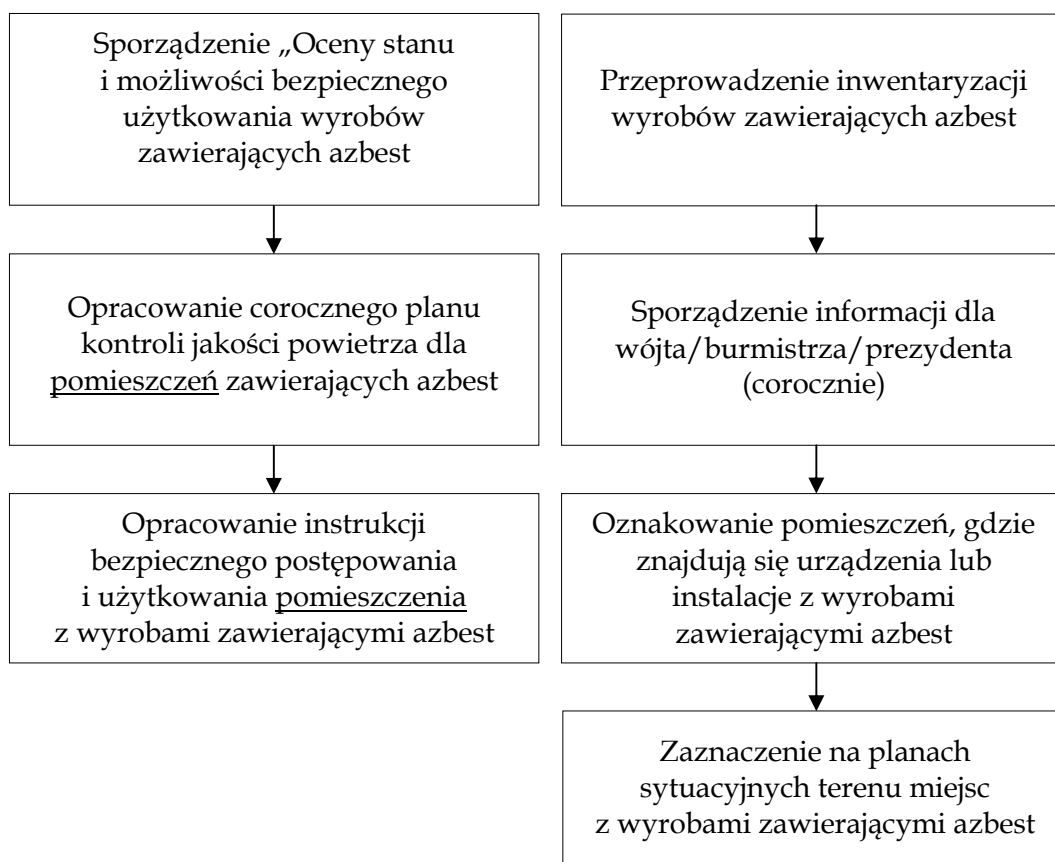 Sporządzenie „Oceny stanu
i możliwości bezpiecznego
użytkowania wyrobów
zawierających azbest
Opracowanie corocznego planu
kontroli jakości powietrza dla
pomieszczeń zawierających azbest
Opracowanie instrukcji
bezpiecznego postępowania
i użytkowania pomieszczenia
z wyrobami zawierającymi azbest
Przeprowadzenie inwentaryzacji
wyrobów zawierających azbest
Sporządzenie informacji dla
wójta/burmistrza/prezydenta
(corocznie)
Oznakowanie pomieszczeń, gdzie
znajdują się urządzenia lub
instalacje z wyrobami
zawierającymi azbest
Zaznaczenie na planach
sytuacyjnych terenu miejsc
z wyrobami zawierającymi azbest